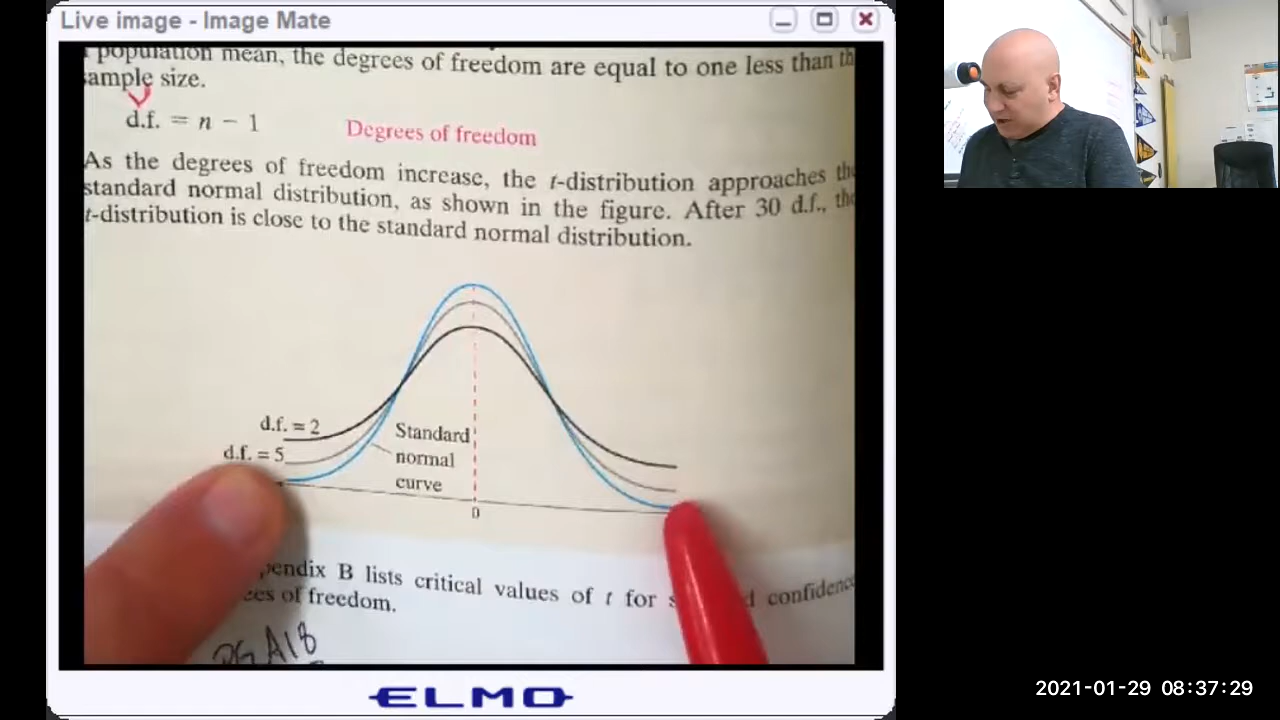 Live image - Image Mate
population mean, the degrees of freedom are equal to one less than
sample size.
d.f. = n - 1
Degrees of freedom
As the degrees of freedom increase, the t-distribution approaches the
standard normal distribution, as shown in the figure. After 30 d.f., the
t-distribution is close to the standard normal distribution.
d.f. = 2
d.f. = 5
Standard
normal
curve
0
B lists critical values of t for confidence
of freedom.
PG A18
ELMO
2021-01-29 08:37:29